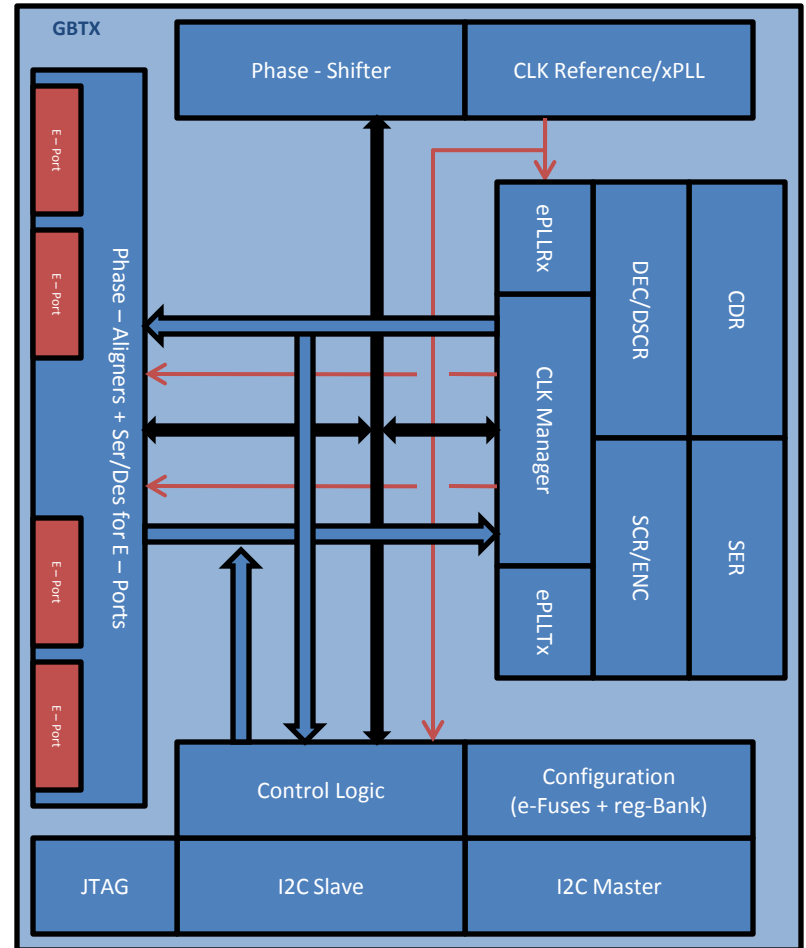 GBTX
Phase - Shifter
CLK Reference/xPLL
E – Port
E – Port
E – Port
E – Port
Phase – Aligners + Ser/Des for E – Ports
ePLLRx
CLK Manager
ePLLTx
DEC/DSCR
SCR/ENC
CDR
SER
Control Logic
Configuration
(e-Fuses + reg-Bank)
JTAG
I2C Slave
I2C Master